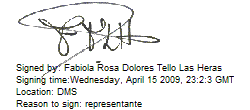 Signed by: Fabiola Rosa Dolores Tello Las Heras
Signing time:Wednesday, April 15 2009, 23:2:3 GMT
Location: DMS
Reason to sign: representante